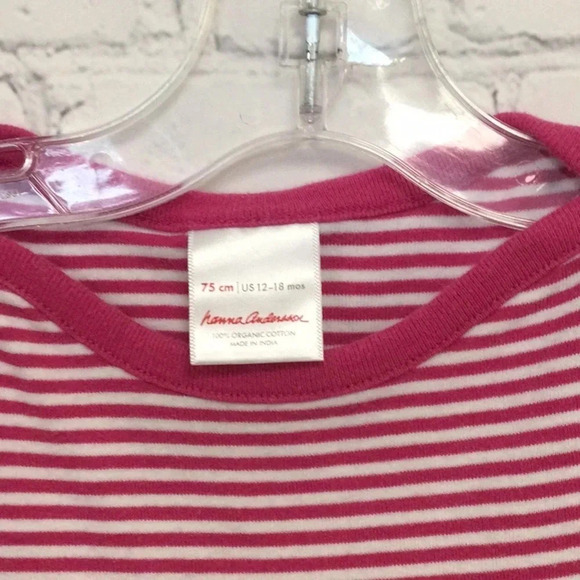 75 cm | US 12-18 mos
hanna andersson
100% ORGANIC COTTON
MADE IN INDIA